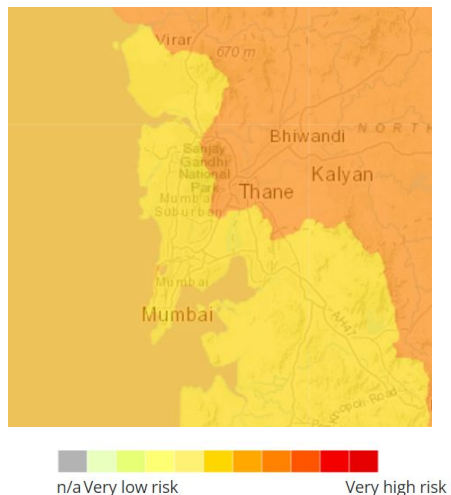 Virar
670 m
Bhiwandi
NORTH
Sanjay
Gandhi
National
Park
Kalyan
Thane
Mumbai
Suburban
Mumbai
Mumbai
n/a Very low risk Very high risk